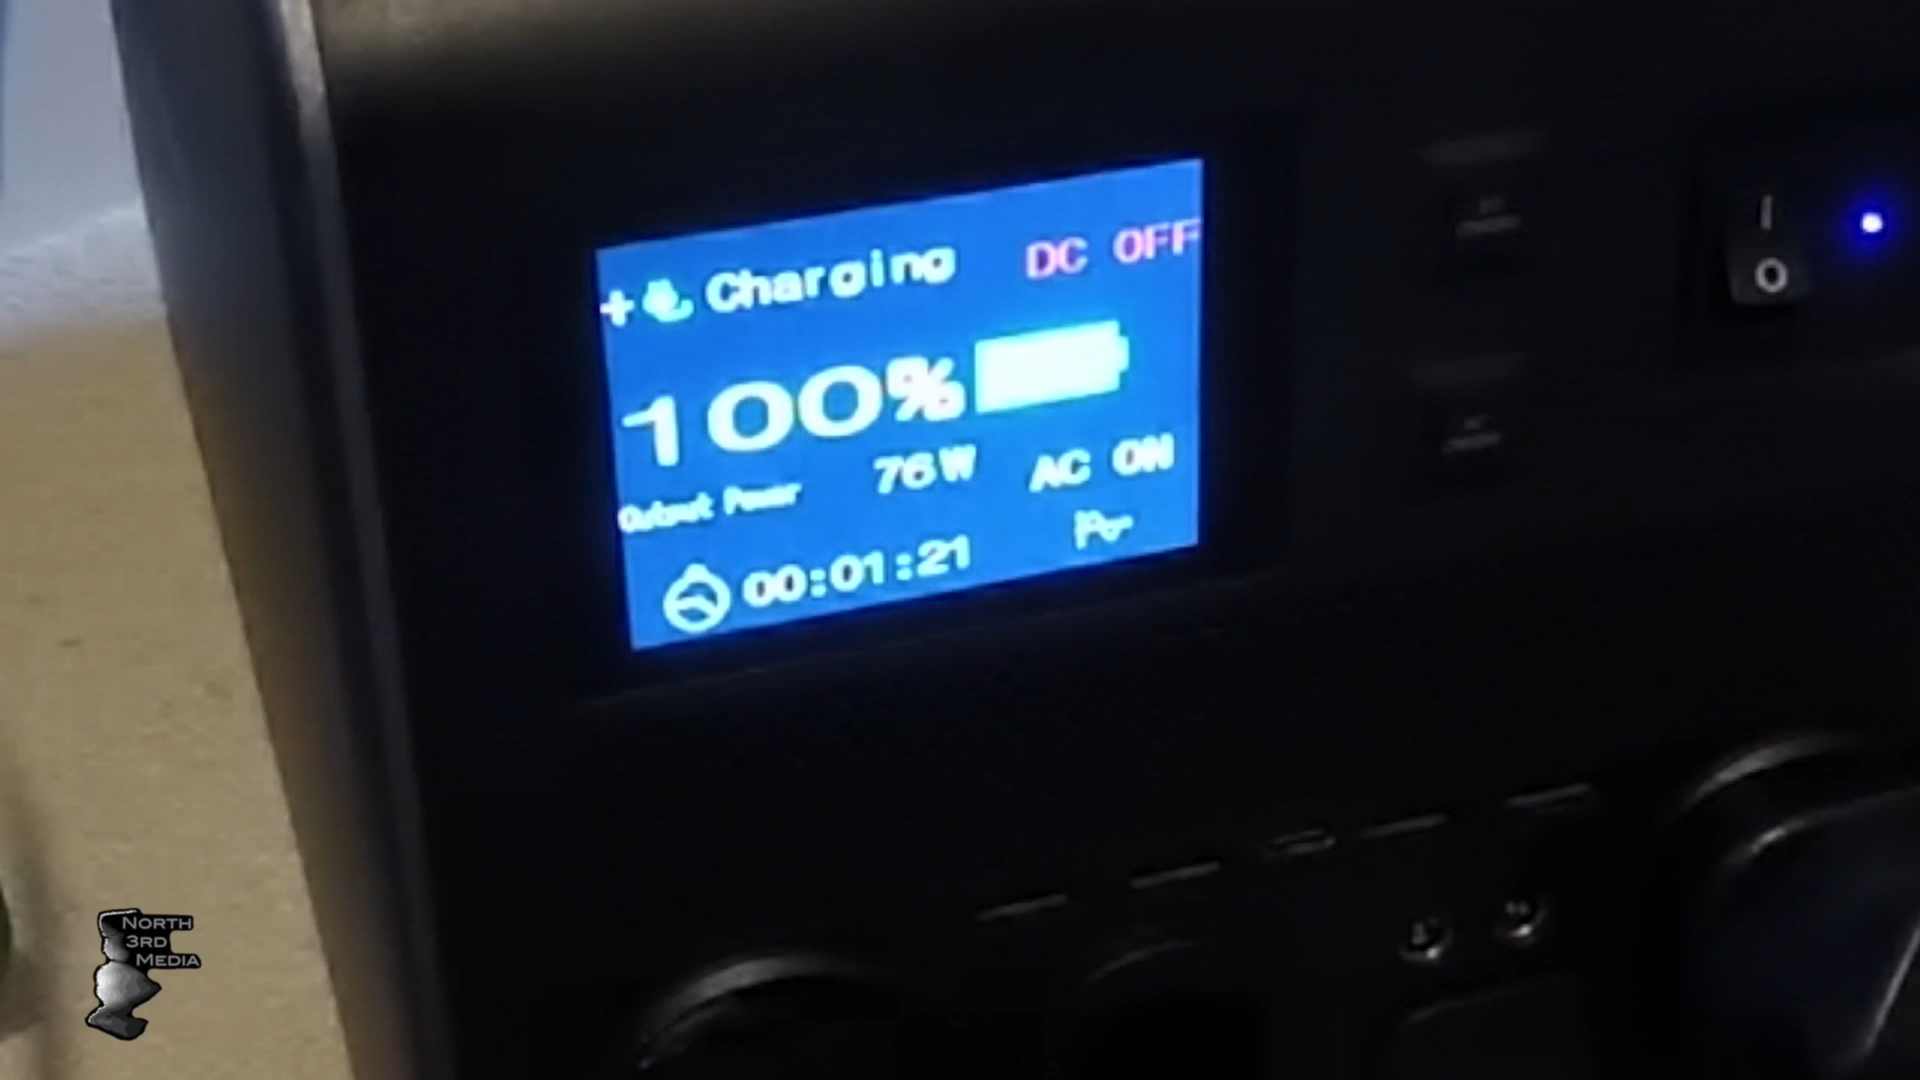 + Charging DC OFF
100%
Output Power 76W AC ON
00:01:21
I
O
NORTH
3RD
MEDIA